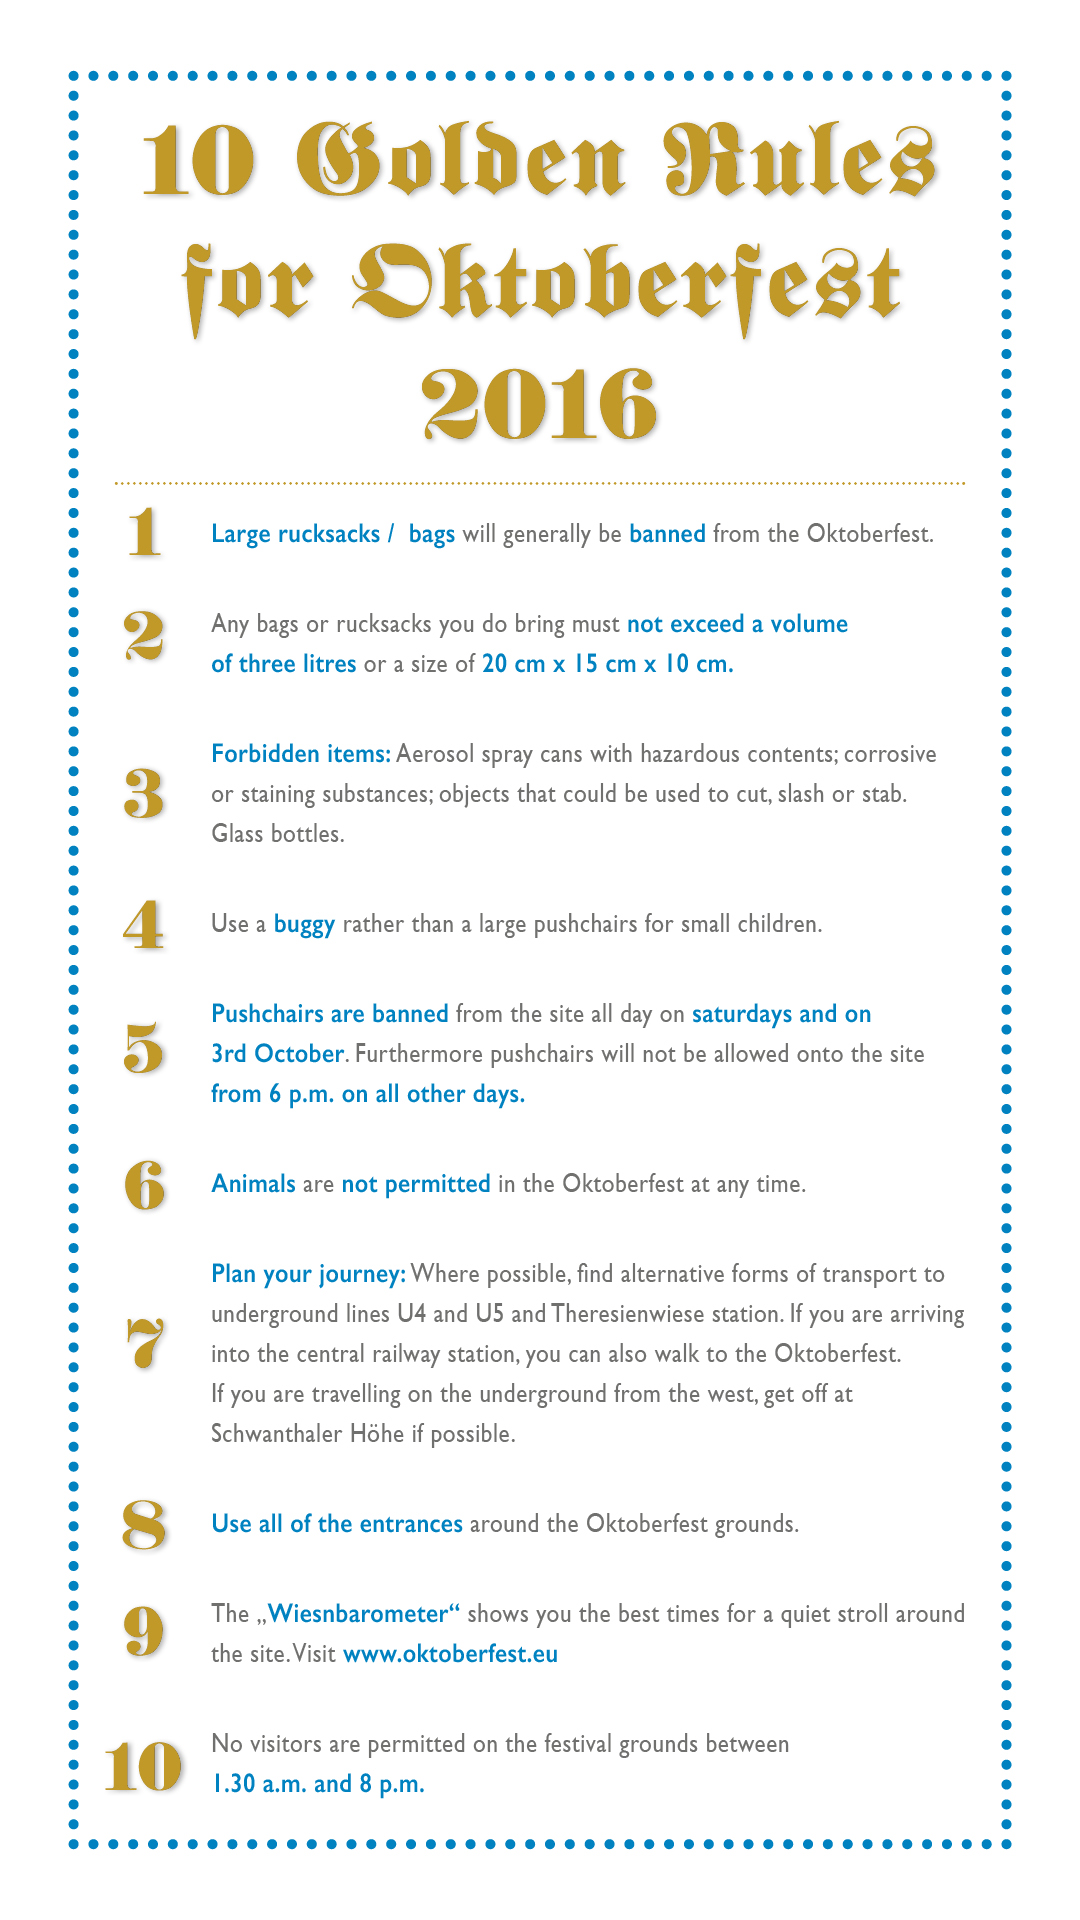 10 Golden Rules
for Oktoberfest
2016
1 Large rucksacks /  bags will generally be banned from the Oktoberfest.
2 Any bags or rucksacks you do bring must not exceed a volume
of three litres or a size of 20 cm x 15 cm x 10 cm.
3 Forbidden items: Aerosol spray cans with hazardous contents; corrosive
or staining substances; objects that could be used to cut, slash or stab.
Glass bottles.
4 Use a buggy rather than a large pushchairs for small children.
5 Pushchairs are banned from the site all day on saturdays and on
3rd October. Furthermore pushchairs will not be allowed onto the site
from 6 p.m. on all other days.
6 Animals are not permitted in the Oktoberfest at any time.
7 Plan your journey: Where possible, find alternative forms of transport to
underground lines U4 and U5 and Theresienwiese station. If you are arriving
into the central railway station, you can also walk to the Oktoberfest.
If you are travelling on the underground from the west, get off at
Schwanthaler Höhe if possible.
8 Use all of the entrances around the Oktoberfest grounds.
9 The „Wiesnbarometer“ shows you the best times for a quiet stroll around
the site. Visit www.oktoberfest.eu
10 No visitors are permitted on the festival grounds between
1.30 a.m. and 8 p.m.